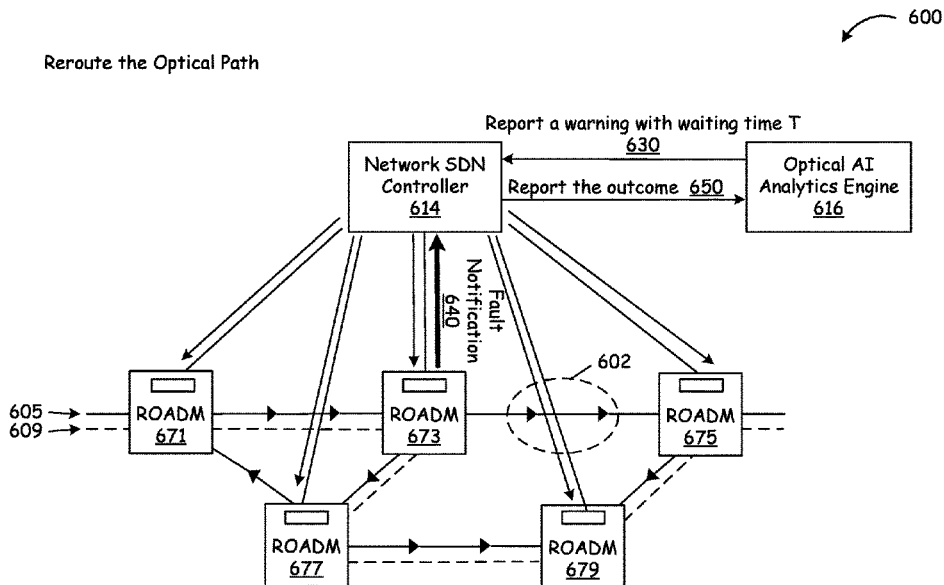 600
Reroute the Optical Path
Report a warning with waiting time T
630
Network SDN
Controller
614
Report the outcome 650
Optical AI
Analytics Engine
616
Fault
Notification
640
602
605
609
ROADM
671
ROADM
673
ROADM
675
ROADM
677
ROADM
679